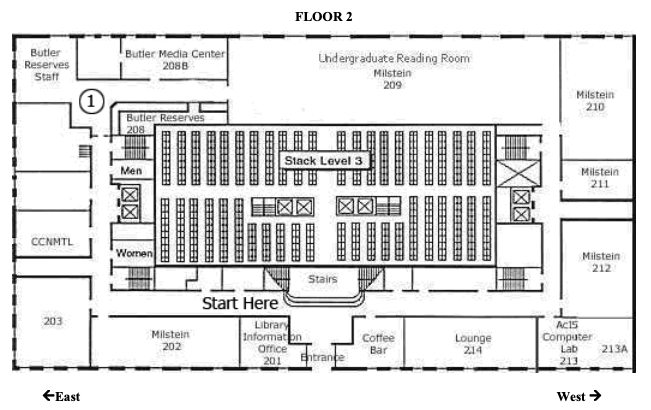 FLOOR 2
Butler
Reserves
Staff
Butler Media Center
208B
Undergraduate Reading Room
Milstein
209
Milstein
210
1
Butler Reserves
208
Stack Level 3
Men
Milstein
211
CCNMTL
Women
Milstein
212
Stairs
Start Here
203
Milstein
202
Library
Information
Office
201
Entrance
Coffee
Bar
Lounge
214
AcIS
Computer
Lab
213
213A
←East
West→